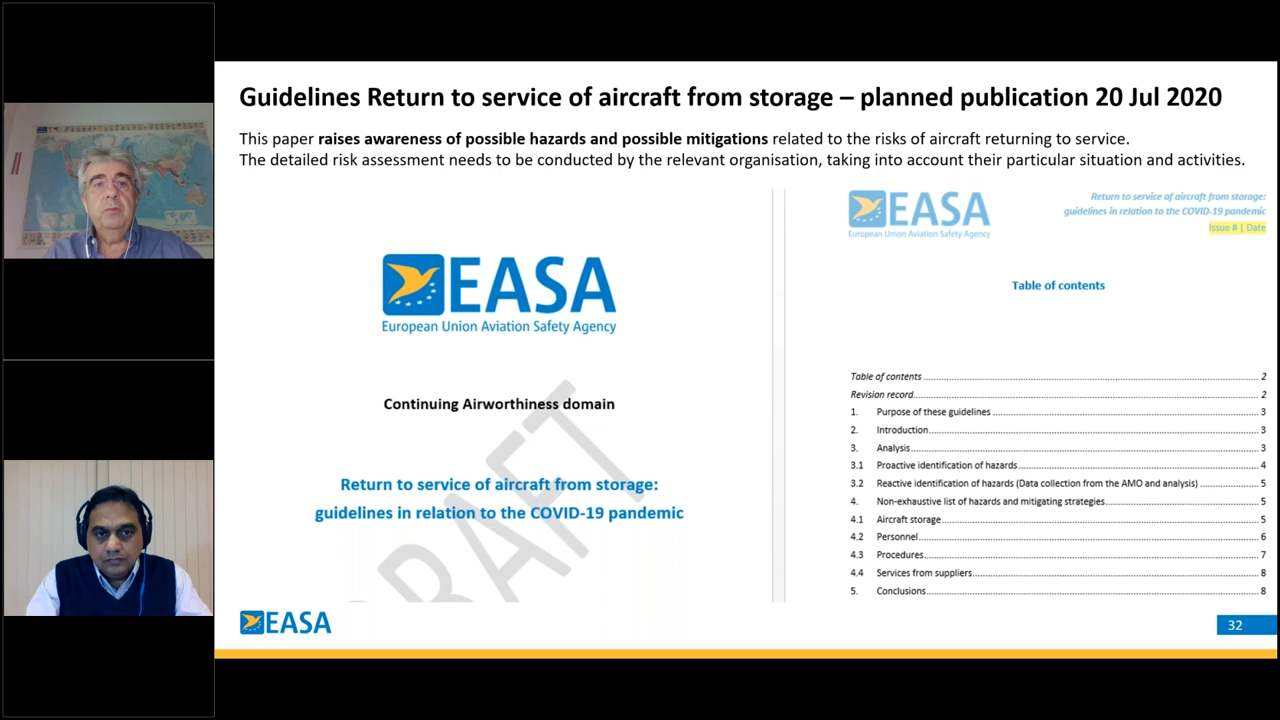 Guidelines Return to service of aircraft from storage – planned publication 20 Jul 2020
This paper raises awareness of possible hazards and possible mitigations related to the risks of aircraft returning to service.
The detailed risk assessment needs to be conducted by the relevant organisation, taking into account their particular situation and activities.
EASA
European Union Aviation Safety Agency
Continuing Airworthiness domain
Return to service of aircraft from storage:
guidelines in relation to the COVID-19 pandemic
DRAFT
EASA
European Union Aviation Safety Agency
Return to service of aircraft from storage:
guidelines in relation to the COVID-19 pandemic
Issue # | Date
Table of contents
Table of contents 2
Revision record 2
1. Purpose of these guidelines 3
2. Introduction 3
3. Analysis 3
3.1 Proactive identification of hazards 4
3.2 Reactive identification of hazards (Data collection from the AMO and analysis) 5
4. Non-exhaustive list of hazards and mitigating strategies 5
4.1 Aircraft storage 5
4.2 Personnel 6
4.3 Procedures 7
4.4 Services from suppliers 8
5. Conclusions 8
EASA
32